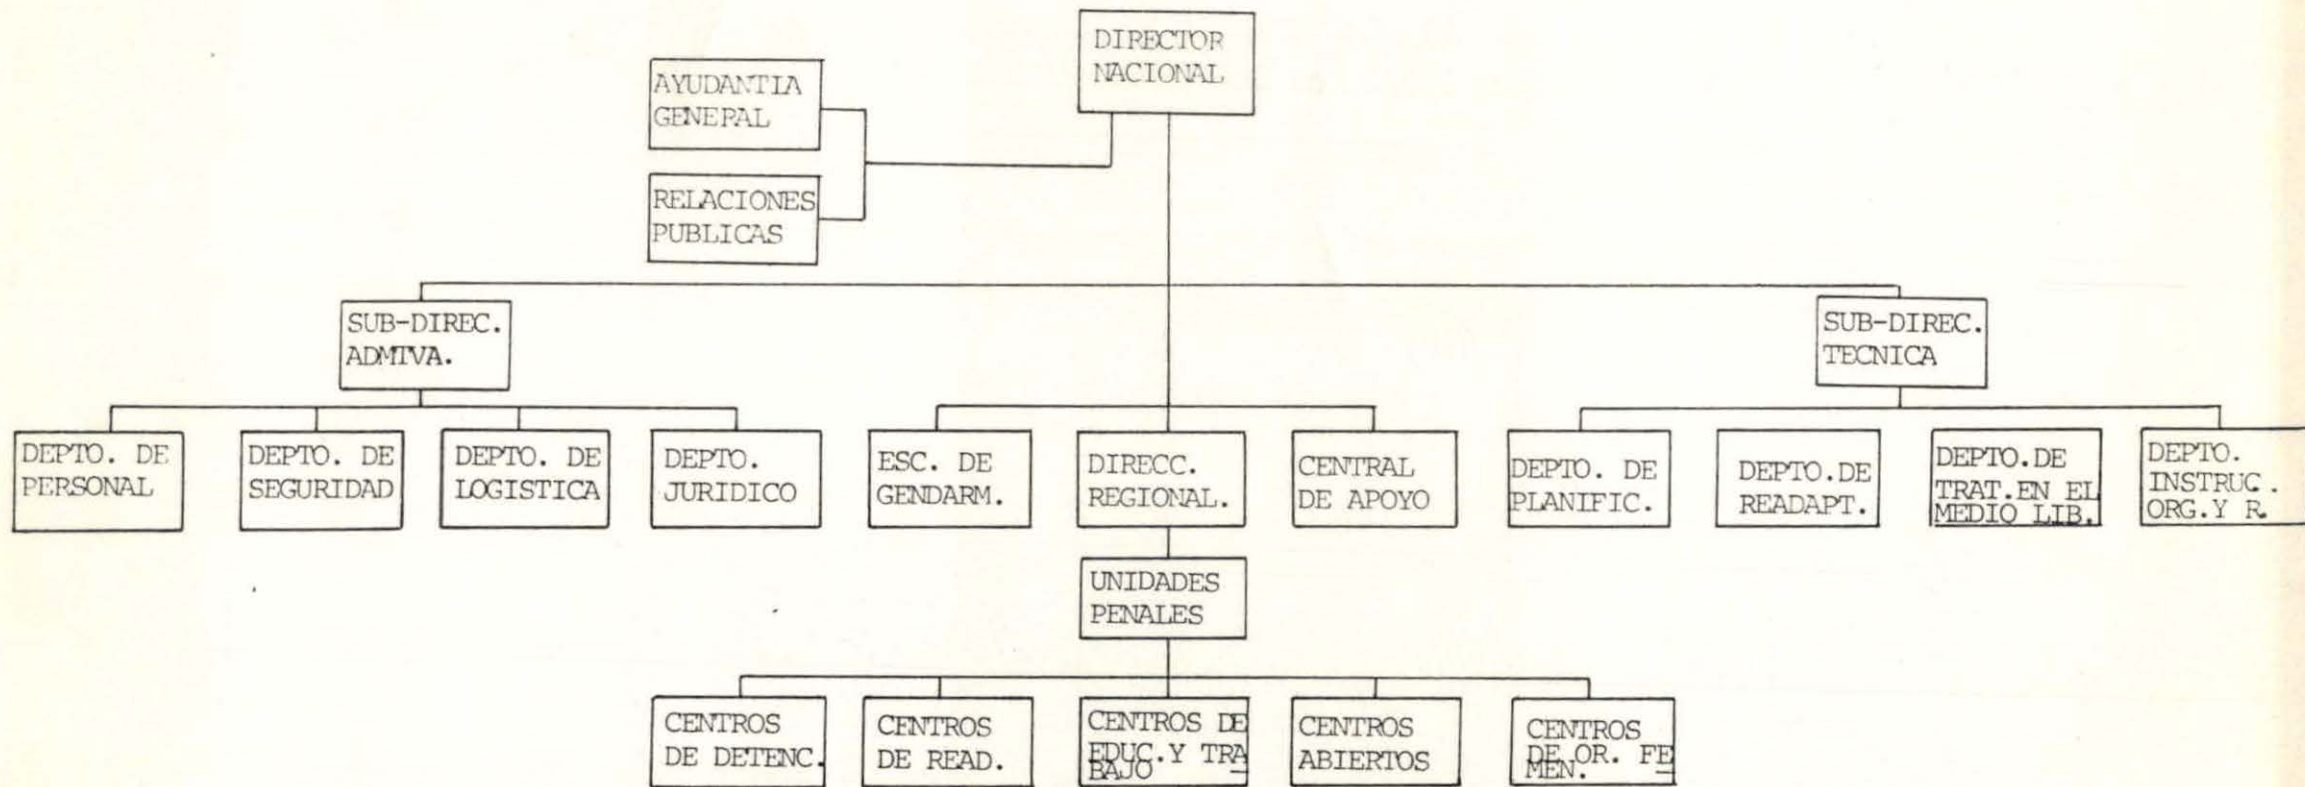 DIRECTOR
NACIONAL
AYUDANTIA
GENERAL
RELACIONES
PUBLICAS
SUB-DIREC.
ADMTVA.
SUB-DIREC.
TECNICA
DEPTO. DE
PERSONAL
DEPTO. DE
SEGURIDAD
DEPTO. DE
LOGISTICA
DEPTO.
JURIDICO
ESC. DE
GENDARM.
DIRECC.
REGIONAL.
CENTRAL
DE APOYO
DEPTO. DE
PLANIFIC.
DEPTO.DE
READAPT.
DEPTO.DE
TRAT.EN EL
MEDIO LIB.
DEPTO.
INSTRUC.
ORG.Y R.
UNIDADES
PENALES
CENTROS
DE DETENC.
CENTROS
DE READ.
CENTROS DE
EDUC.Y TRA
BAJO
CENTROS
ABIERTOS
CENTROS
DE OR. FE
MEN.